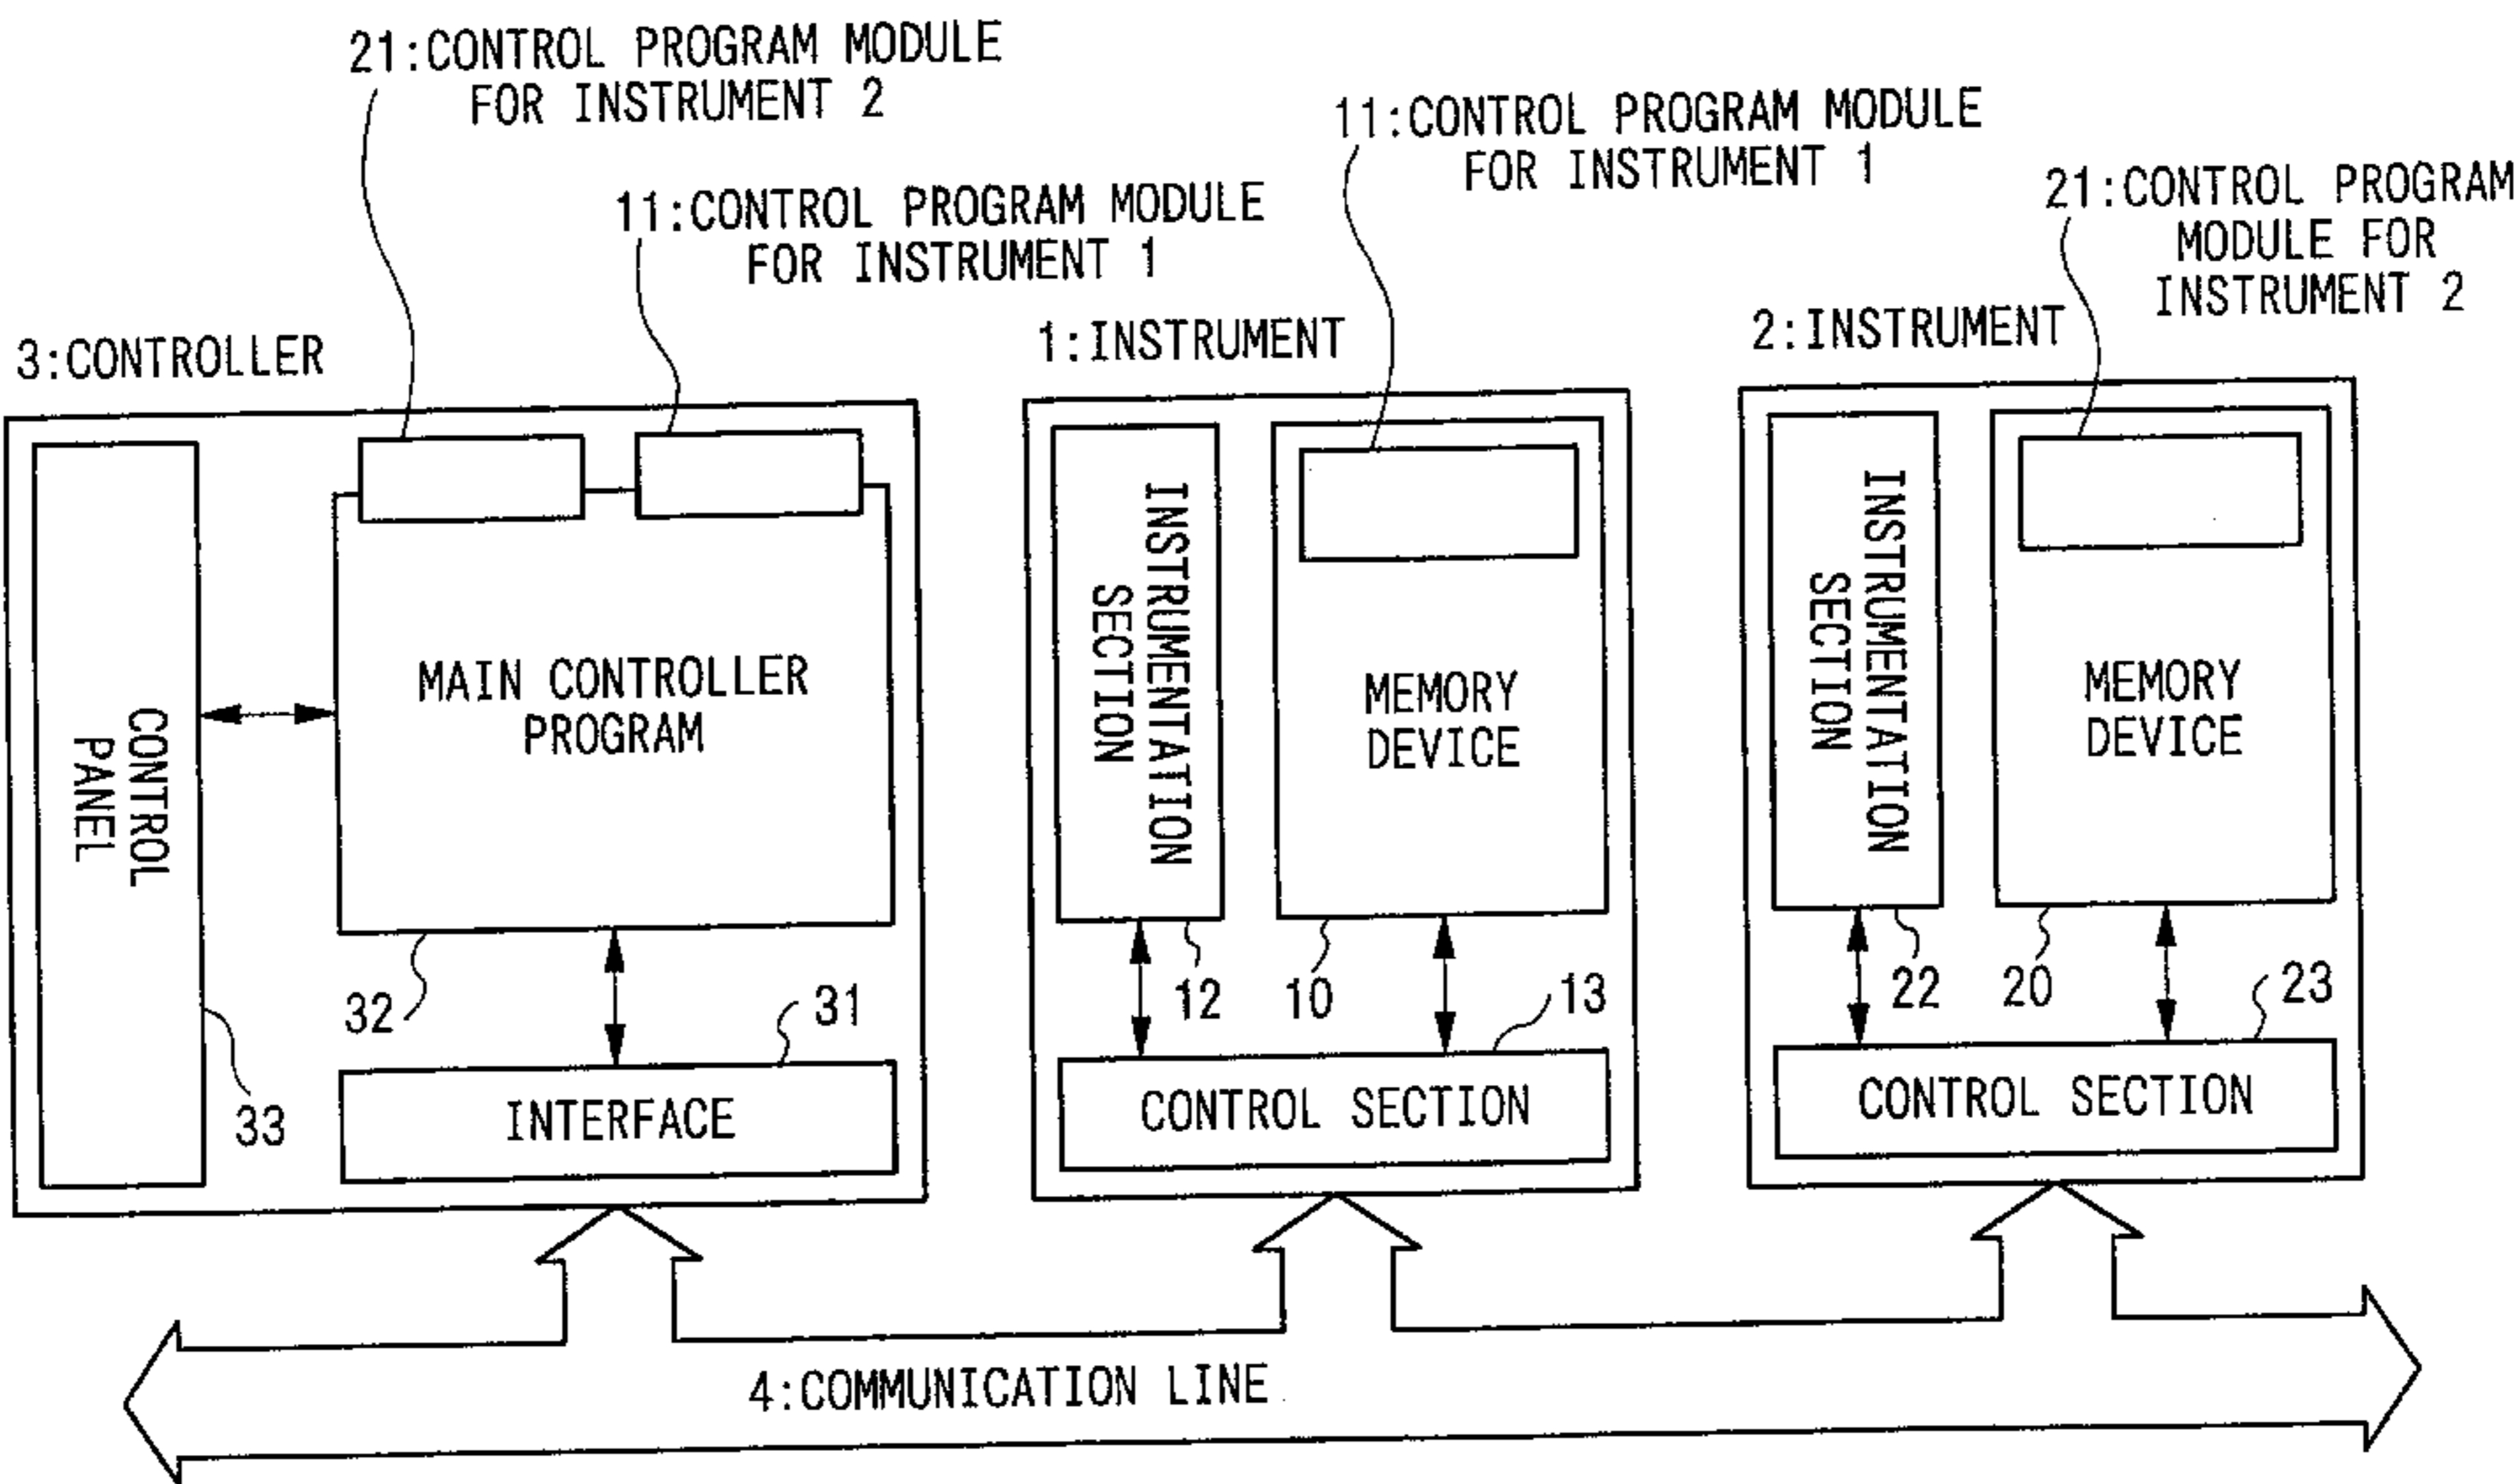 21:CONTROL PROGRAM MODULE
FOR INSTRUMENT 2
11:CONTROL PROGRAM MODULE
FOR INSTRUMENT 1
11:CONTROL PROGRAM MODULE
FOR INSTRUMENT 1
21:CONTROL PROGRAM
MODULE FOR
INSTRUMENT 2
3:CONTROLLER
1:INSTRUMENT
2:INSTRUMENT
CONTROL
PANEL
MAIN CONTROLLER
PROGRAM
INSTRUMENTATION
SECTION
MEMORY
DEVICE
INSTRUMENTATION
SECTION
MEMORY
DEVICE
32
31
33
INTERFACE
12
10
13
CONTROL SECTION
22
20
23
CONTROL SECTION
4:COMMUNICATION LINE